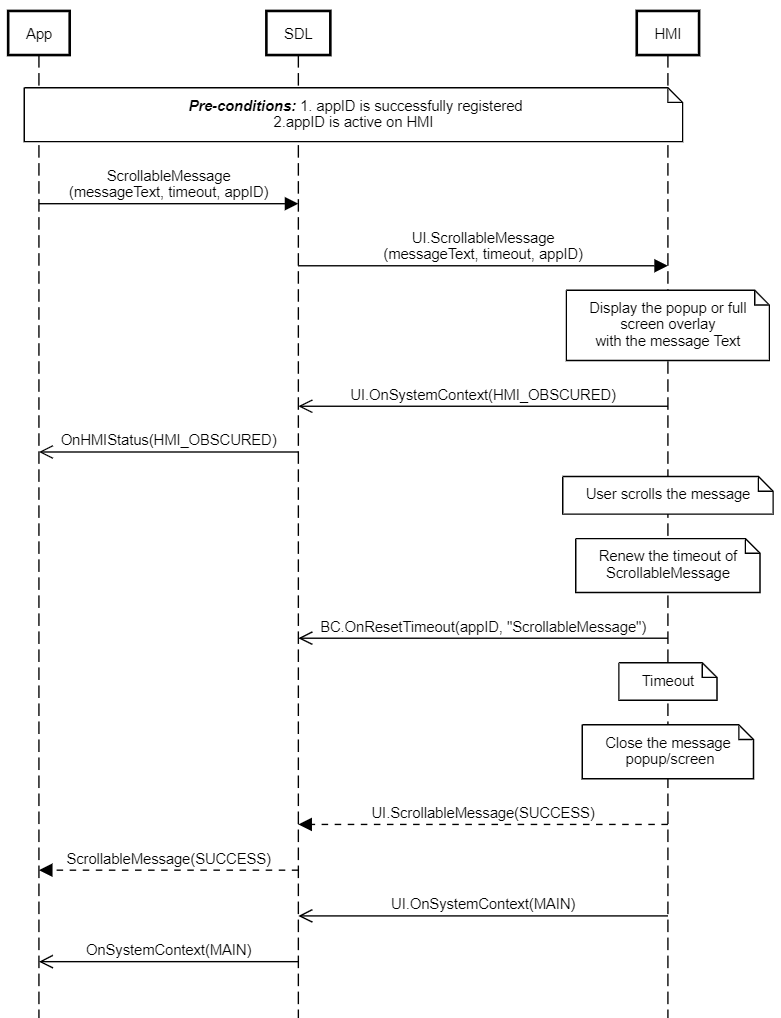 App
SDL
HMI
Pre-conditions: 1. appID is successfully registered
2.appID is active on HMI
ScrollableMessage
(messageText, timeout, appID)
UI.ScrollableMessage
(messageText, timeout, appID)
Display the popup or full
screen overlay
with the message Text
UI.OnSystemContext(HMI_OBSCURED)
OnHMIStatus(HMI_OBSCURED)
User scrolls the message
Renew the timeout of
ScrollableMessage
BC.OnResetTimeout(appID, "ScrollableMessage")
Timeout
Close the message
popup/screen
UI.ScrollableMessage(SUCCESS)
ScrollableMessage(SUCCESS)
UI.OnSystemContext(MAIN)
OnSystemContext(MAIN)